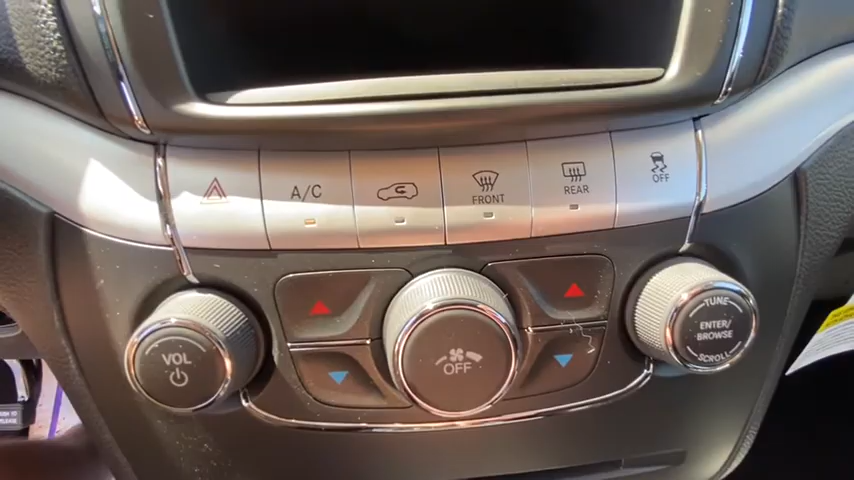 A/C
FRONT
REAR
OFF
VOL
OFF
TUNE
ENTER
BROWSE
SCROLL